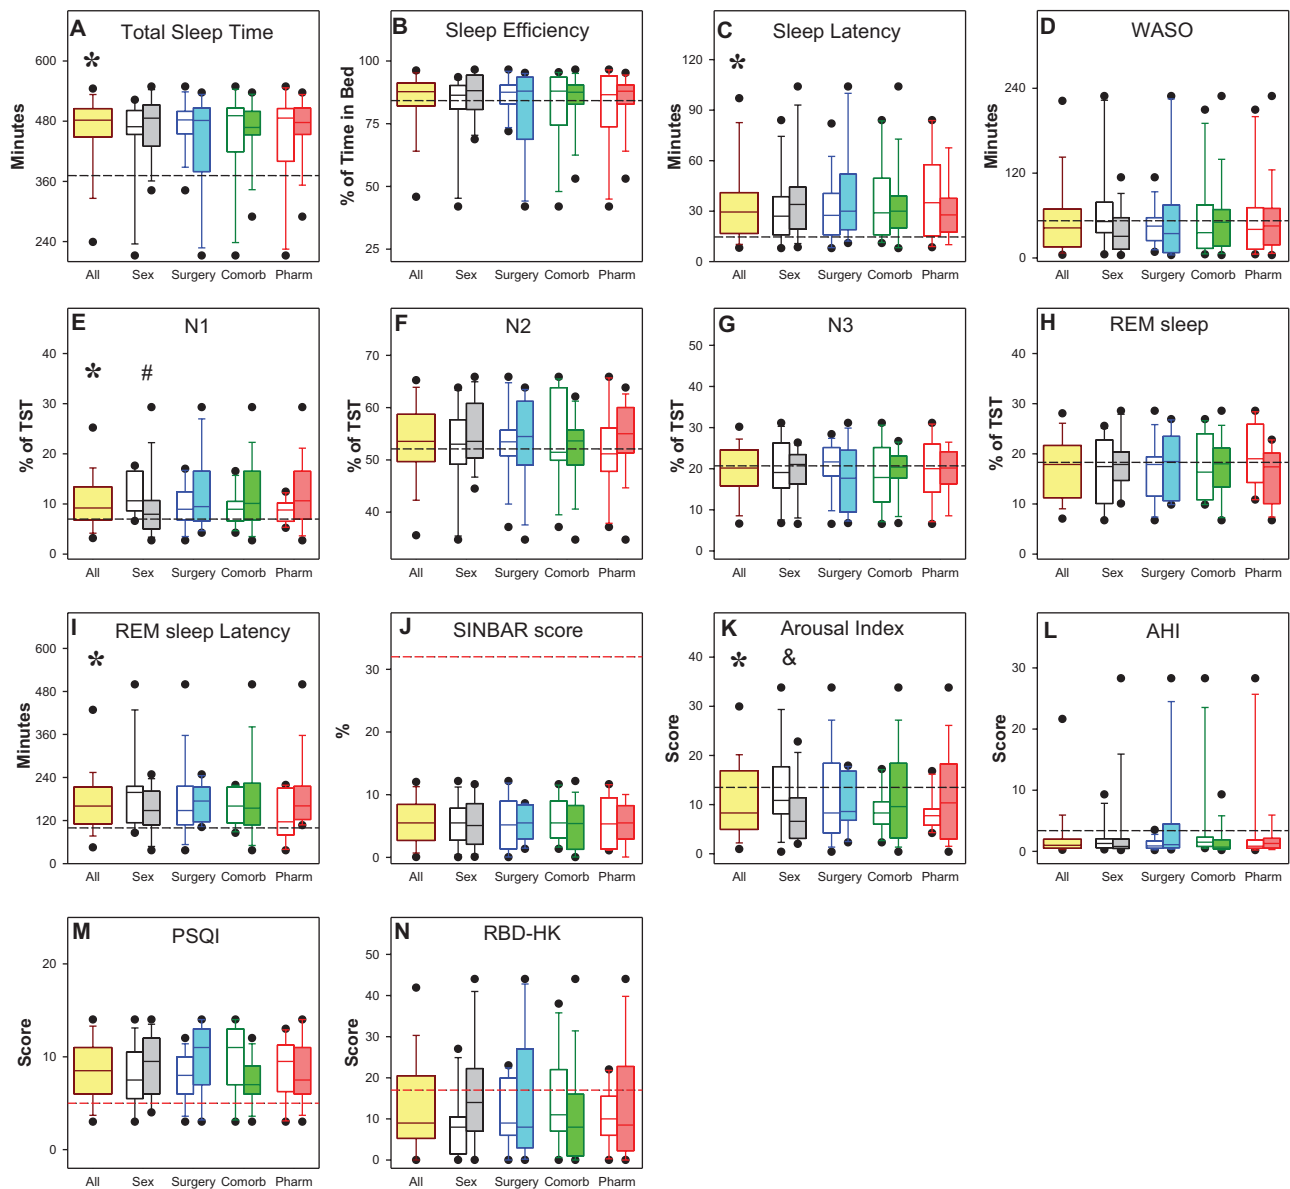 A Total Sleep Time
*
Minutes
600
480
360
240
All Sex Surgery Comorb Pharm
B Sleep Efficiency
% of Time in Bed
100
75
50
25
All Sex Surgery Comorb Pharm
C Sleep Latency
*
Minutes
120
90
60
30
0
All Sex Surgery Comorb Pharm
D WASO
Minutes
240
120
0
All Sex Surgery Comorb Pharm
E N1
* #
% of TST
40
30
20
10
0
All Sex Surgery Comorb Pharm
F N2
% of TST
70
60
50
40
All Sex Surgery Comorb Pharm
G N3
% of TST
50
40
30
20
10
0
All Sex Surgery Comorb Pharm
H REM sleep
% of TST
40
30
20
10
0
All Sex Surgery Comorb Pharm
I REM sleep Latency
*
Minutes
600
480
360
240
120
0
All Sex Surgery Comorb Pharm
J SINBAR score
%
30
20
10
0
All Sex Surgery Comorb Pharm
K Arousal Index
* &
Score
40
30
20
10
0
All Sex Surgery Comorb Pharm
L AHI
Score
30
20
10
0
All Sex Surgery Comorb Pharm
M PSQI
Score
20
10
0
All Sex Surgery Comorb Pharm
N RBD-HK
Score
50
40
30
20
10
0
All Sex Surgery Comorb Pharm